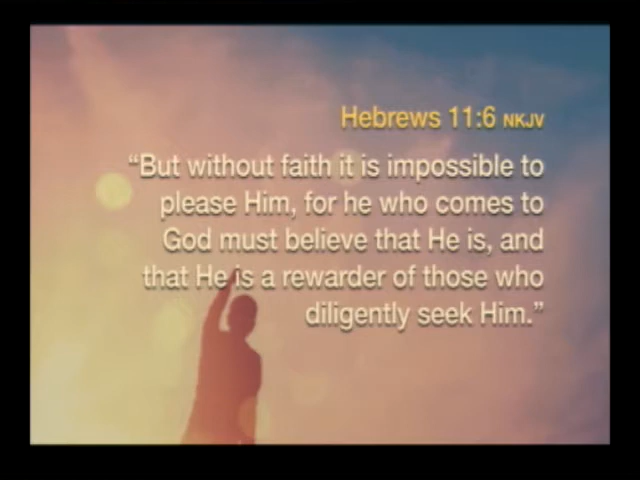 Hebrews 11:6 NKJV
“But without faith it is impossible to
please Him, for he who comes to
God must believe that He is, and
that He is a rewarder of those who
diligently seek Him.”